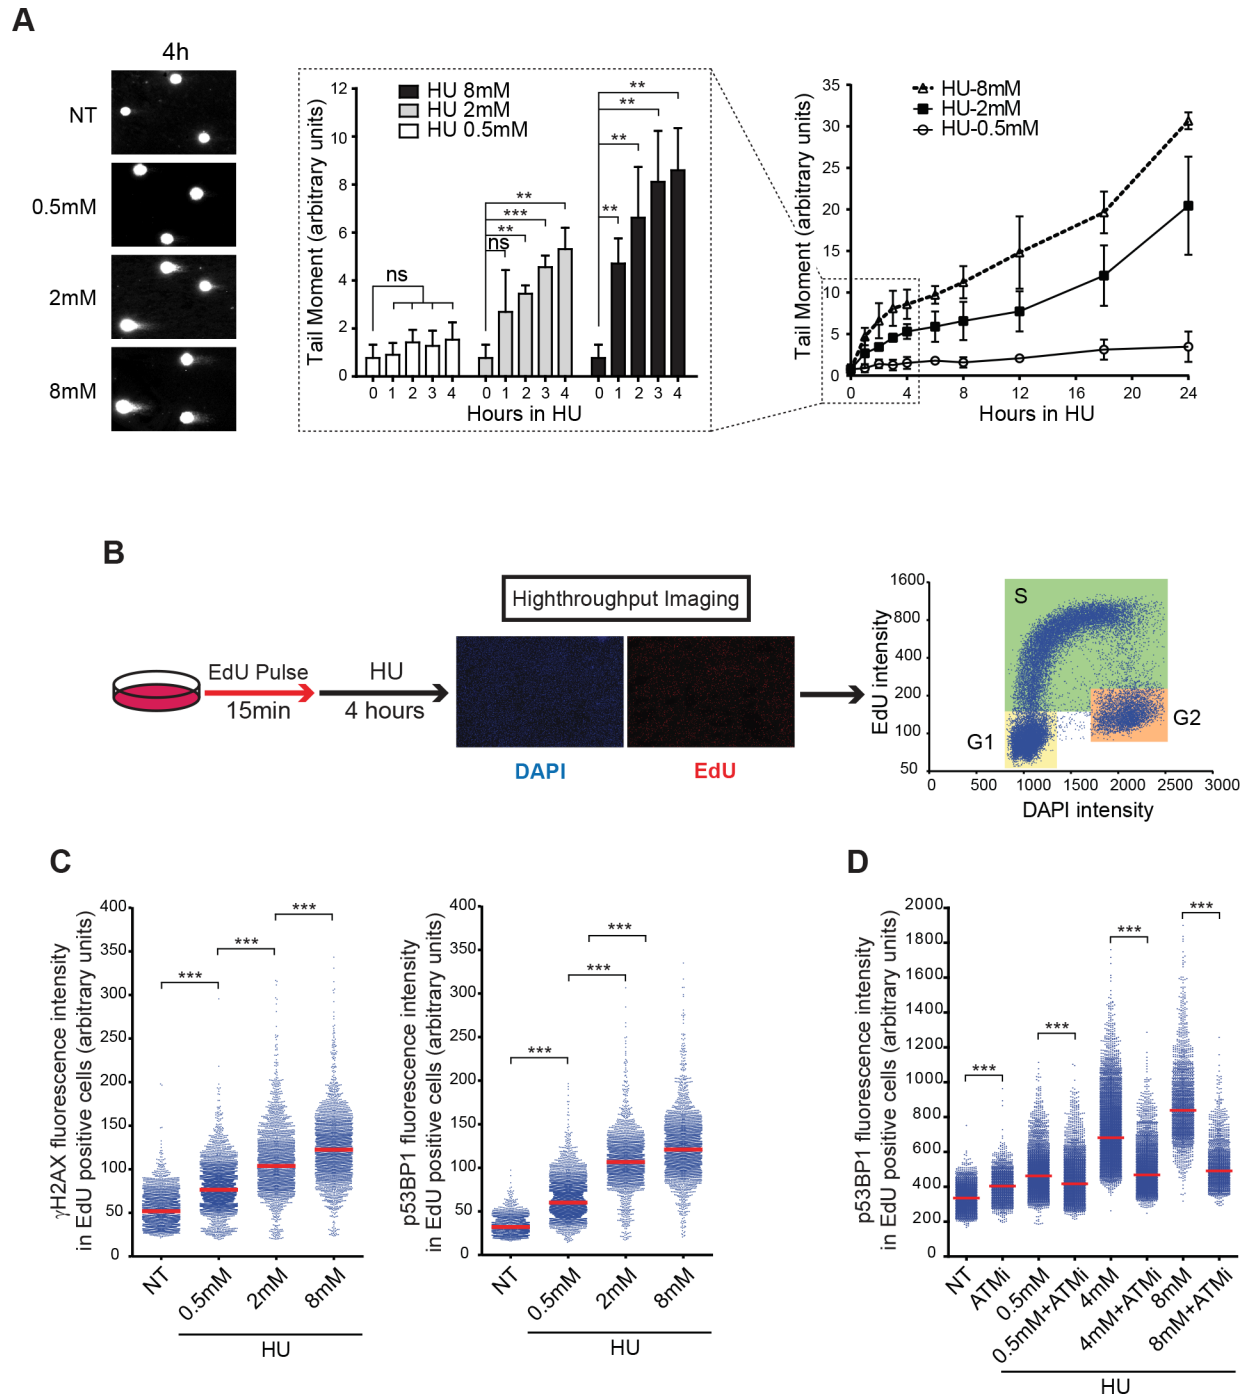 A
4h
NT
0.5mM
2mM
8mM
Tail Moment (arbitrary units)
12
10
8
6
4
2
0
HU 8mM
HU 2mM
HU 0.5mM
ns
ns
**
***
**
**
**
**
**
0 1 2 3 4 0 1 2 3 4 0 1 2 3 4
Hours in HU
Tail Moment (arbitrary units)
35
30
25
20
15
10
5
0
HU-8mM
HU-2mM
HU-0.5mM
0 4 8 12 16 20 24
Hours in HU
B
EdU Pulse
15min
HU
4 hours
Highthroughput Imaging
DAPI
EdU
EdU intensity
1600
800
400
200
100
50
S
G1
G2
0 500 1000 1500 2000 2500 3000
DAPI intensity
C
γH2AX fluorescence intensity
in EdU positive cells (arbitrary units)
400
350
300
250
200
150
100
50
0
***
***
***
NT
0.5mM
2mM
8mM
HU
p53BP1 fluorescence intensity
in EdU positive cells (arbitrary units)
400
350
300
250
200
150
100
50
0
***
***
***
NT
0.5mM
2mM
8mM
HU
D
p53BP1 fluorescence intensity
in EdU positive cells (arbitrary units)
2000
1800
1600
1400
1200
1000
800
600
400
200
0
***
***
***
***
NT
ATMi
0.5mM
0.5mM+ATMi
4mM
4mM+ATMi
8mM
8mM+ATMi
HU